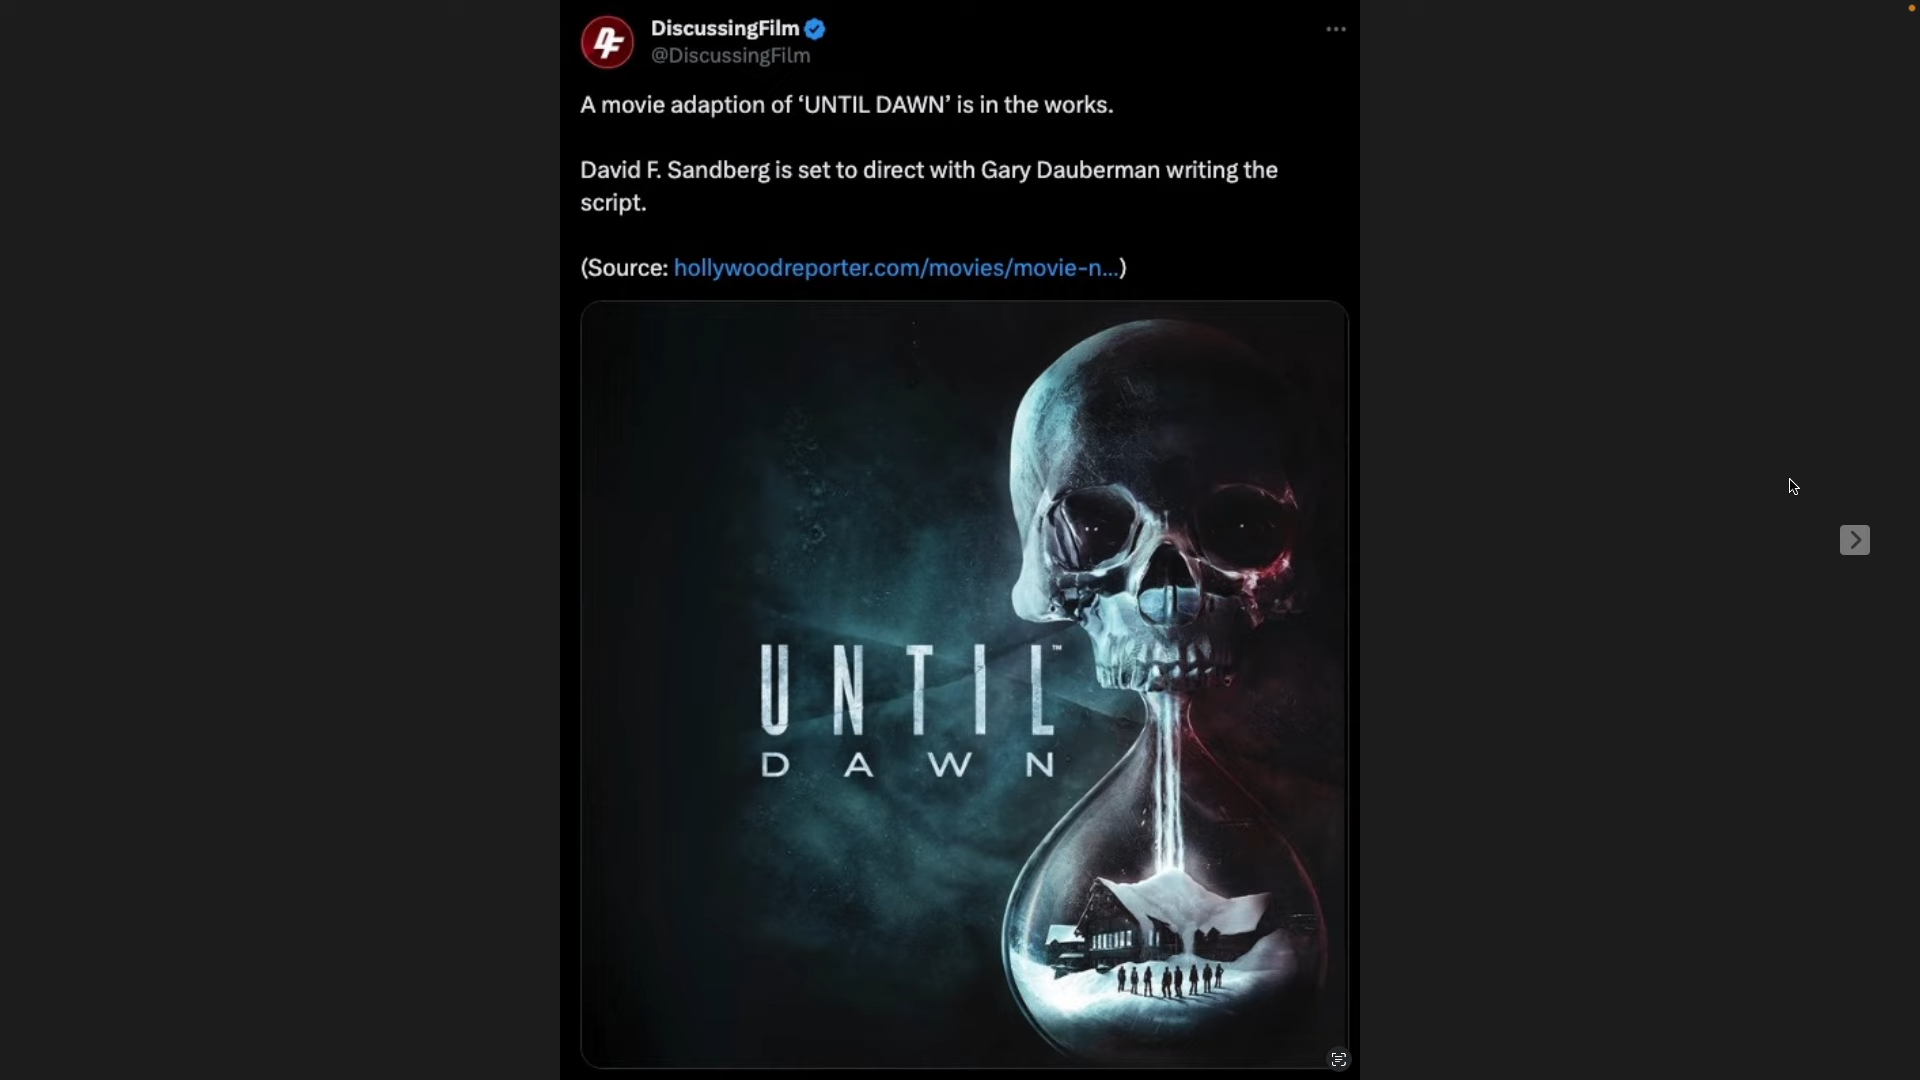 DiscussingFilm
@DiscussingFilm
A movie adaption of ‘UNTIL DAWN’ is in the works.
David F. Sandberg is set to direct with Gary Dauberman writing the
script.
(Source: hollywoodreporter.com/movies/movie-n...)
UNTIL™
DAWN